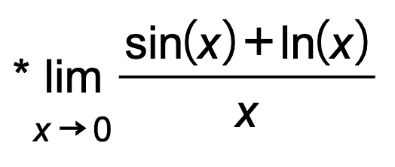 * lim x→0 (sin(x)+ln(x))/x